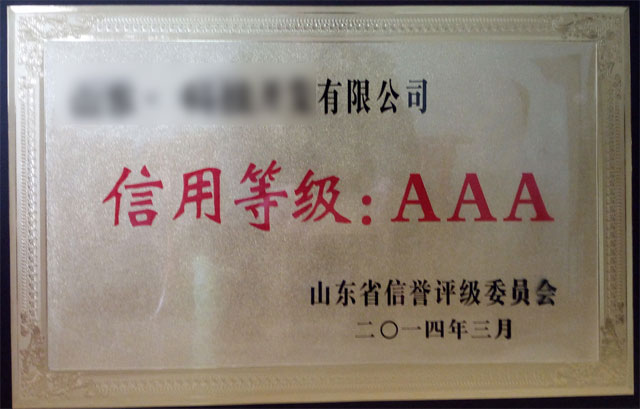 有限公司
信用等级:AAA
山东省信誉评级委员会
二〇一四年三月